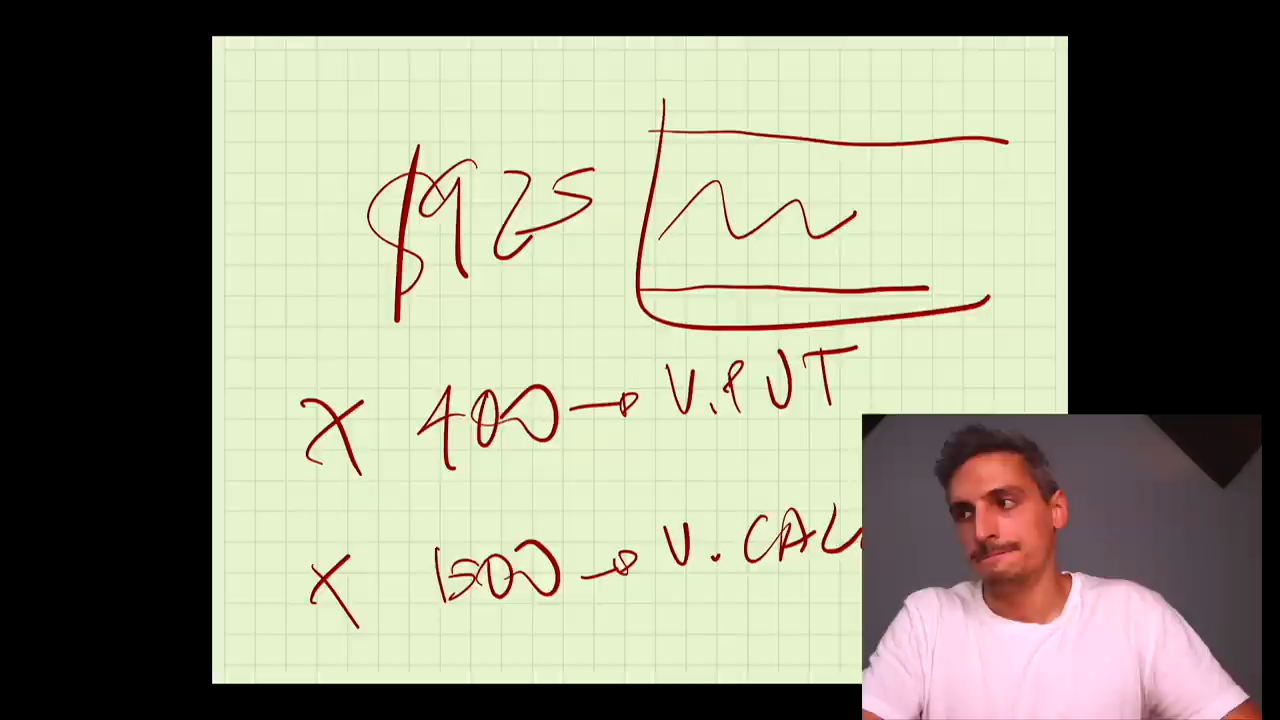 $925
X 400 → V.PUT
X 1500 → V. CAL